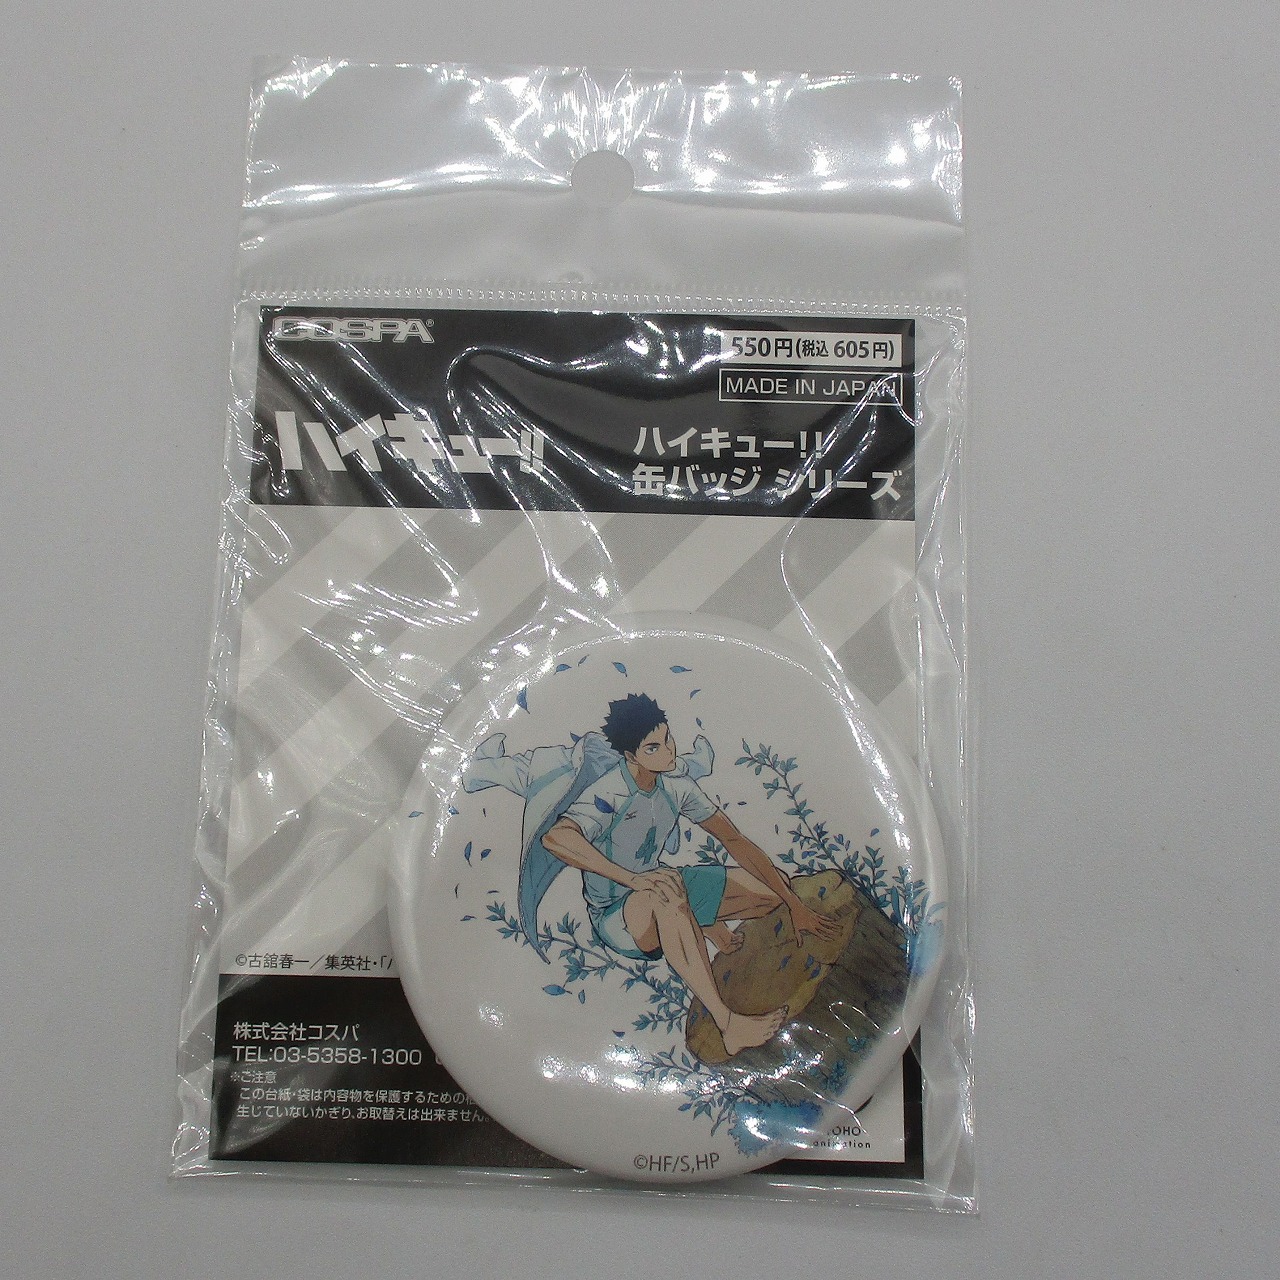 COSPA®
550円(税込 605円)
MADE IN JAPAN
ハイキュー!!
ハイキュー!!
缶バッジ シリーズ
©古舘春一／集英社・「ハ
株式会社コスパ
TEL:03-5358-1300
※ご注意
この台紙・袋は内容物を保護するための
生じていないかぎり、お取替えは出来ません。
TOHO
animation
©HF/S,HP